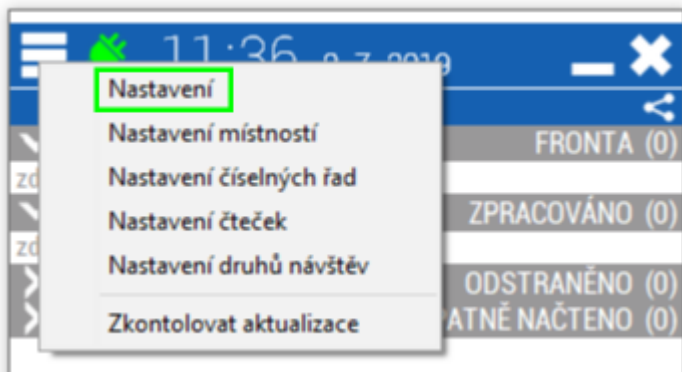 11:36
Nastavení
Nastavení místností
FRONTA (0)
Nastavení číselných řad
Nastavení čteček
ZPRACOVÁNO (0)
Nastavení druhů návštěv
ODSTRANĚNO (0)
Zkontolovat aktualizace
NAČTENO (0)